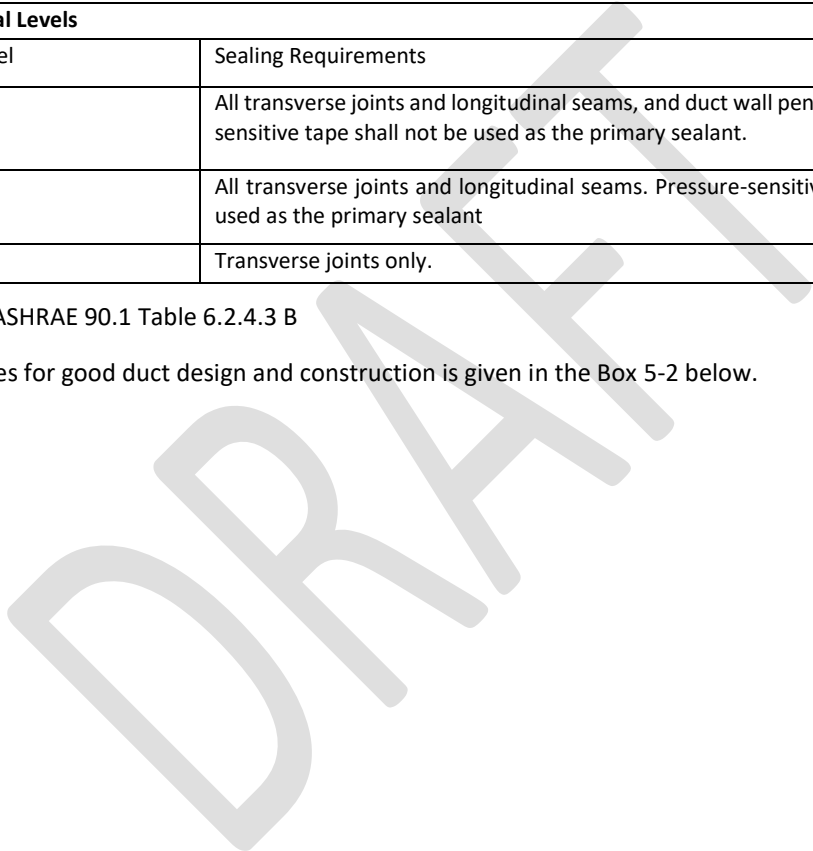 al Levels
el Sealing Requirements
All transverse joints and longitudinal seams, and duct wall pen
sensitive tape shall not be used as the primary sealant.
All transverse joints and longitudinal seams. Pressure-sensitiv
used as the primary sealant
Transverse joints only.
ASHRAE 90.1 Table 6.2.4.3 B
es for good duct design and construction is given in the Box 5-2 below.
DRAFT